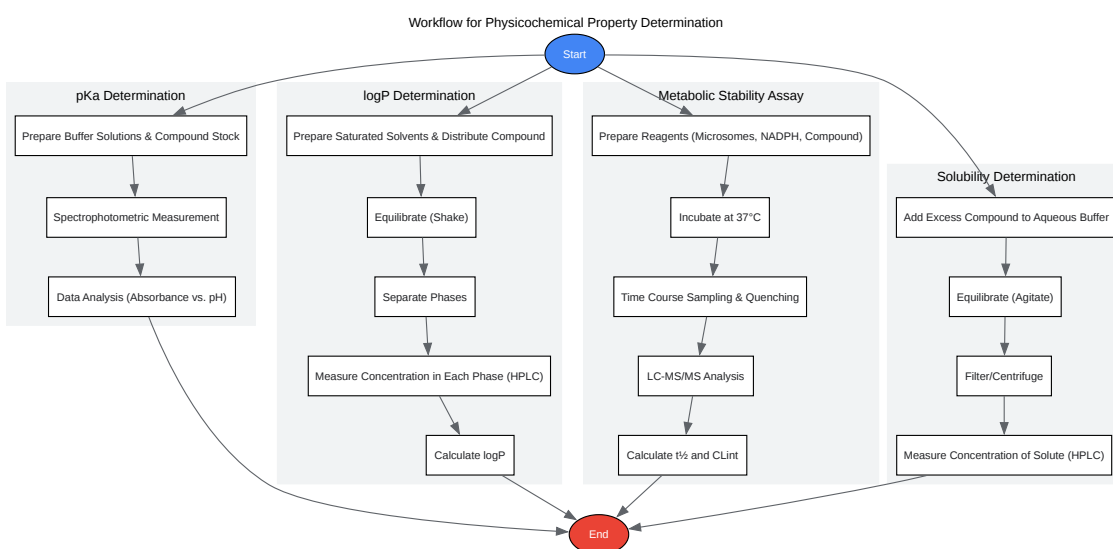 Workflow for Physicochemical Property Determination
Start
pKa Determination
Prepare Buffer Solutions & Compound Stock
Spectrophotometric Measurement
Data Analysis (Absorbance vs. pH)
logP Determination
Prepare Saturated Solvents & Distribute Compound
Equilibrate (Shake)
Separate Phases
Measure Concentration in Each Phase (HPLC)
Calculate logP
Metabolic Stability Assay
Prepare Reagents (Microsomes, NADPH, Compound)
Incubate at 37°C
Time Course Sampling & Quenching
LC-MS/MS Analysis
Calculate t½ and CLint
Solubility Determination
Add Excess Compound to Aqueous Buffer
Equilibrate (Agitate)
Filter/Centrifuge
Measure Concentration of Solute (HPLC)
End